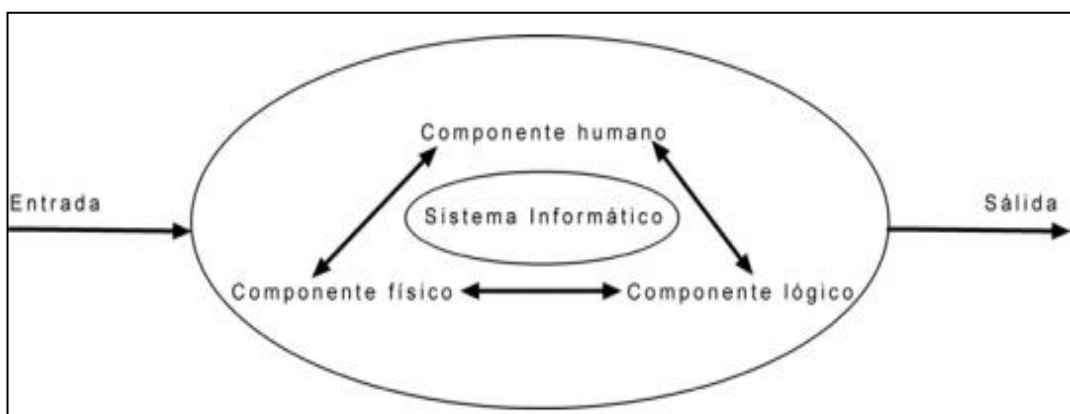 Componente humano
Entrada
Sistema Informático
Sálida
Componente físico
Componente lógico